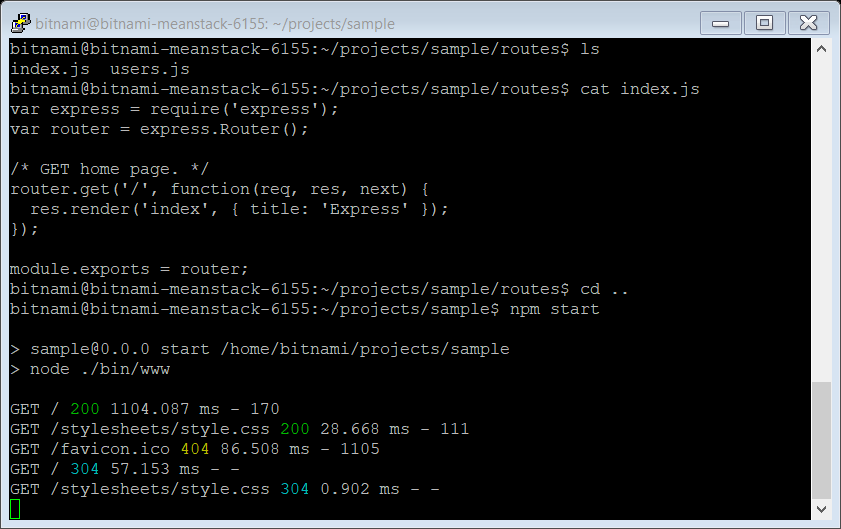 bitnami@bitnami-meanstack-6155: ~/projects/sample
bitnami@bitnami-meanstack-6155:~/projects/sample/routes$ ls
index.js  users.js
bitnami@bitnami-meanstack-6155:~/projects/sample/routes$ cat index.js
var express = require('express');
var router = express.Router();

/* GET home page. */
router.get('/', function(req, res, next) {
  res.render('index', { title: 'Express' });
});

module.exports = router;
bitnami@bitnami-meanstack-6155:~/projects/sample/routes$ cd ..
bitnami@bitnami-meanstack-6155:~/projects/sample$ npm start

> sample@0.0.0 start /home/bitnami/projects/sample
> node ./bin/www

GET / 200 1104.087 ms - 170
GET /stylesheets/style.css 200 28.668 ms - 111
GET /favicon.ico 404 86.508 ms - 1105
GET / 304 57.153 ms - -
GET /stylesheets/style.css 304 0.902 ms - -